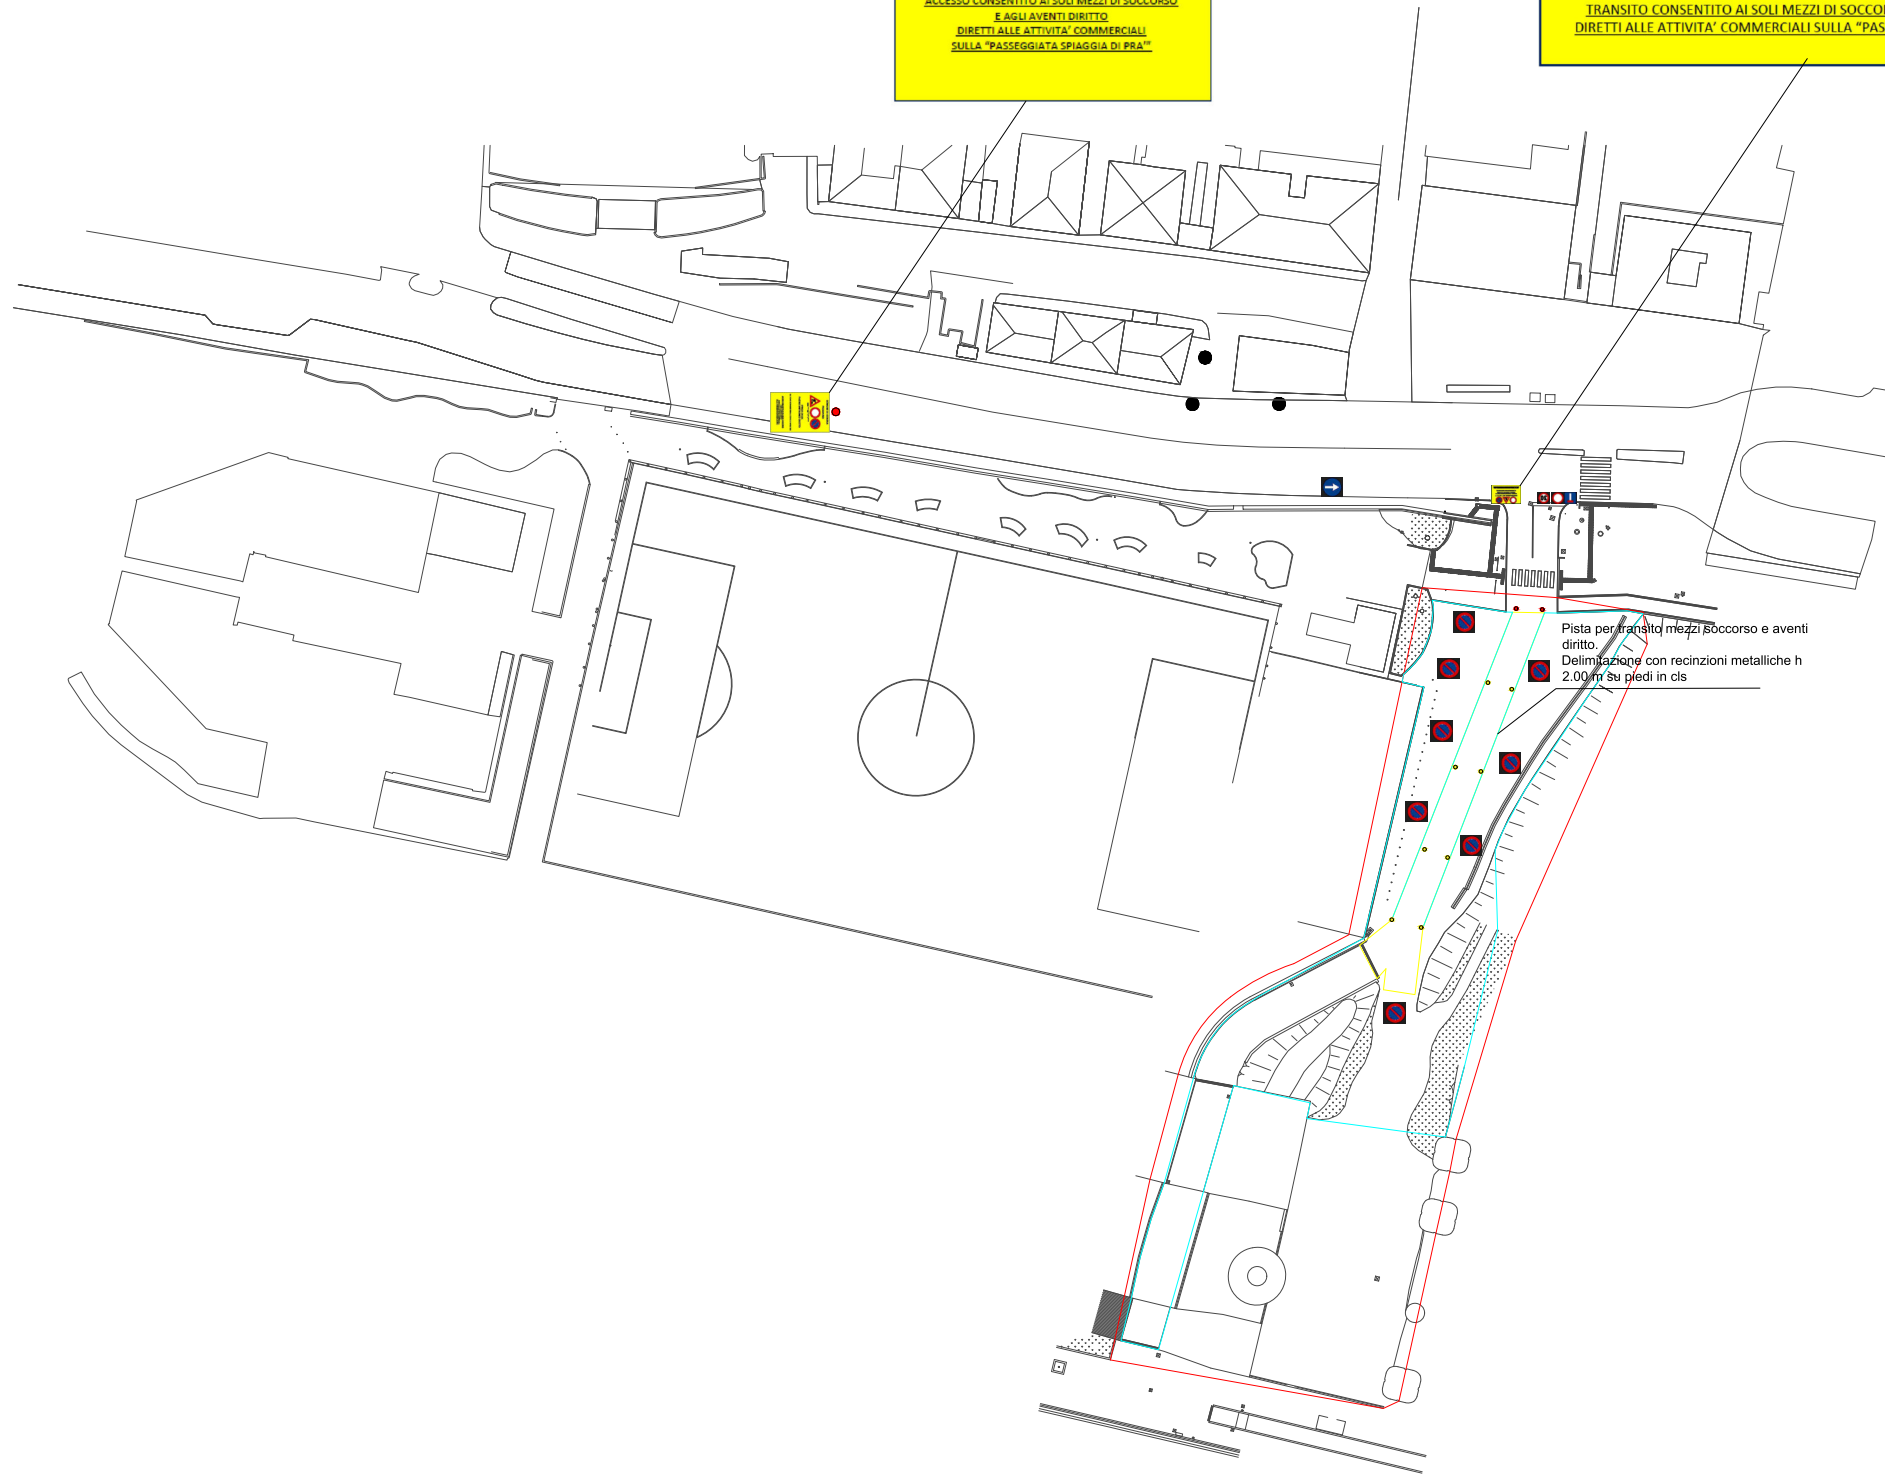 ACCESSO CONSENTITO AI SOLI MEZZI DI SOCCORSO
E AGLI AVENTI DIRITTO
DIRETTI ALLE ATTIVITA' COMMERCIALI
SULLA "PASSEGGIATA SPIAGGIA DI PRA'"
TRANSITO CONSENTITO AI SOLI MEZZI DI SOCCO
DIRETTI ALLE ATTIVITA' COMMERCIALI SULLA "PAS
Pista per transito mezzi soccorso e aventi
diritto.
Delimitazione con recinzioni metalliche h
2.00 m su piedi in cls